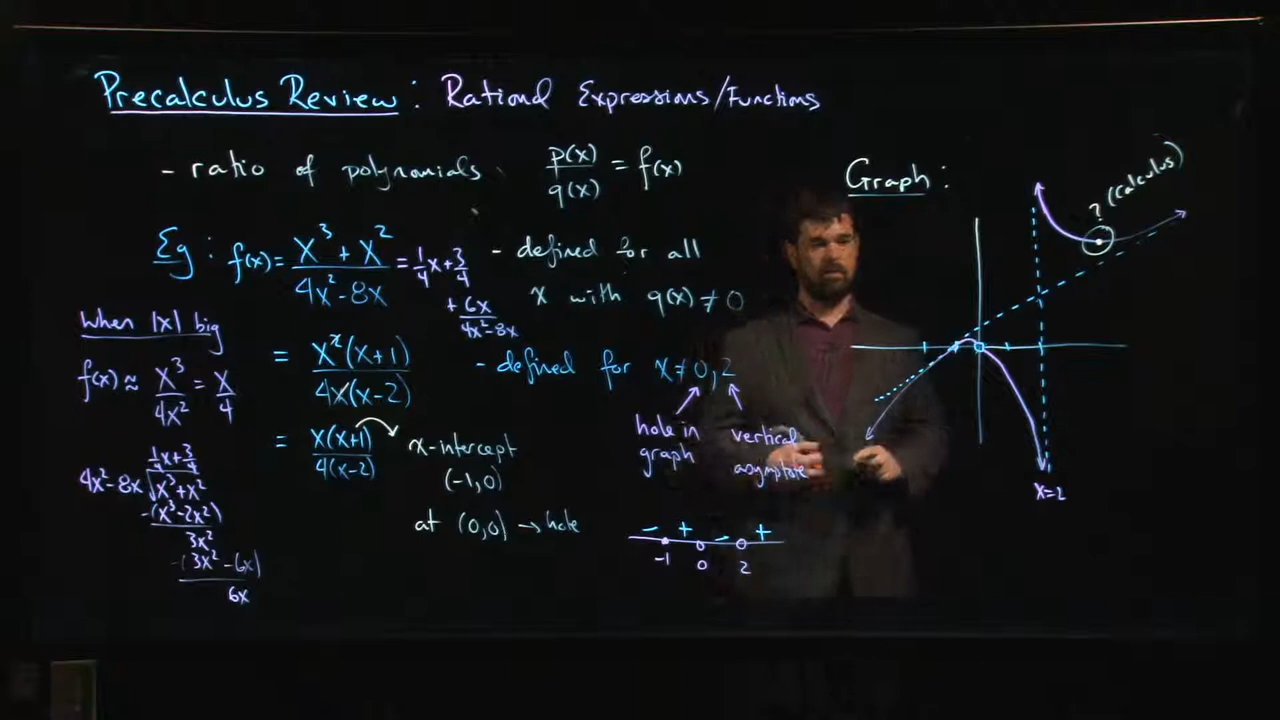 Precalculus Review: Rational Expressions/Functions
- ratio of polynomials. p(x)/q(x) = f(x)
Eg: f(x) = (x³ + x²)/(4x² - 8x) = 1/4 x + 3/4 + 6x/(4x² - 8x)
- defined for all
x with q(x) ≠ 0
= x²(x+1)/4x(x-2)
- defined for x ≠ 0, 2
hole in
graph
vertical
asymptote
= x(x+1)/4(x-2)
x-intercept
(-1,0)
at (0,0) → hole
- + - +
-1 0 2
When |x| big
f(x) ≈ x³/4x² = x/4
1/4 x + 3/4
4x² - 8x √x³ + x²
-(x³ - 2x²)
3x²
-(3x² - 6x)
6x
Graph:
? (Calculus)
x=2